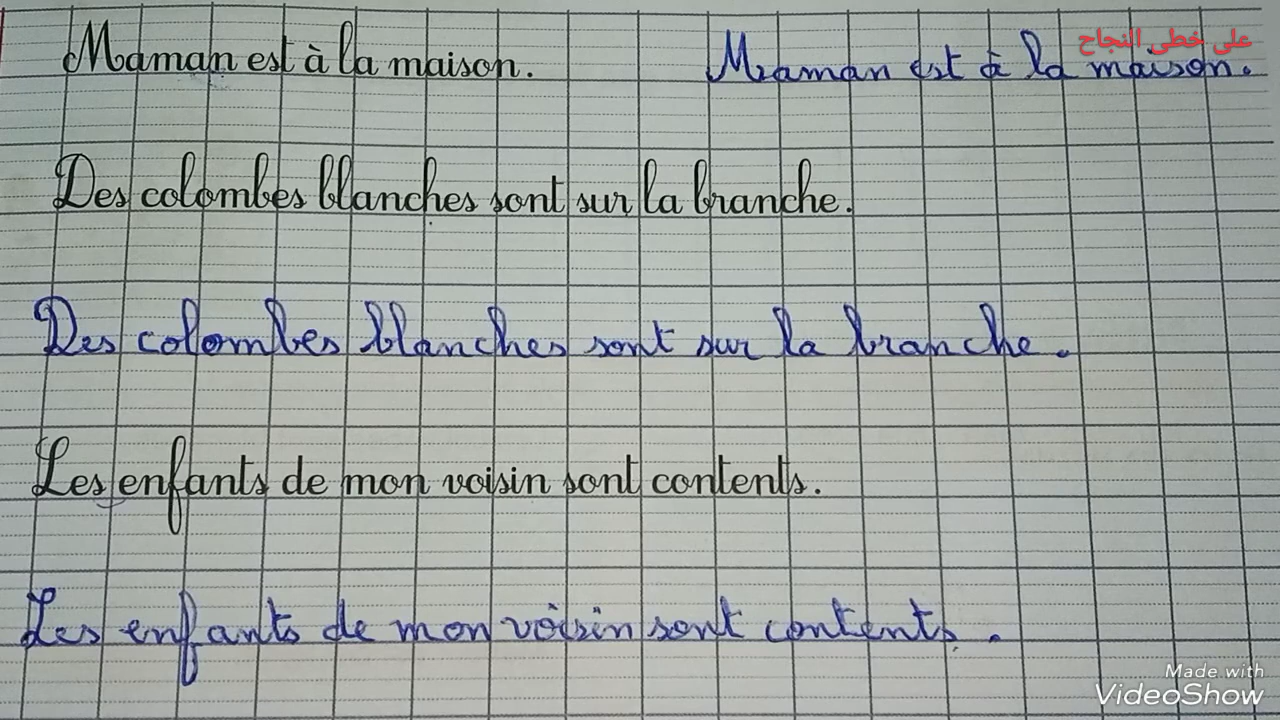 Maman est à la maison. Maman est à la maison.
على خطى النجاح
Des colombes blanches sont sur la branche.
Des colombes blanches sont sur la branche.
Les enfants de mon voisin sont contents.
Les enfants de mon voisin sont contents.
Made with
VideoShow